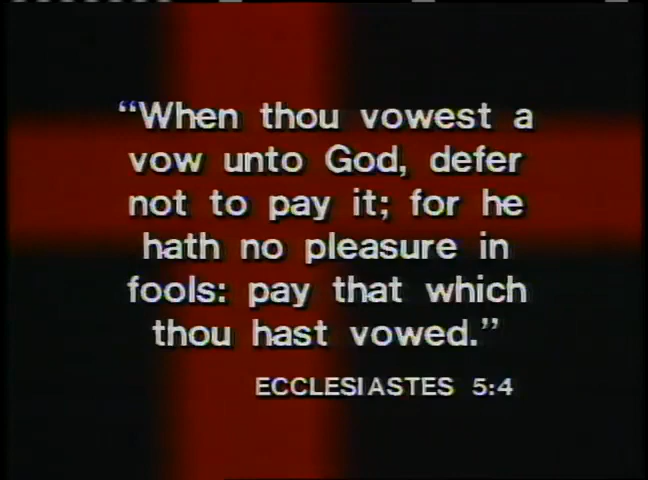 “When thou vowest a
vow unto God, defer
not to pay it; for he
hath no pleasure in
fools: pay that which
thou hast vowed.”
ECCLESIASTES 5:4